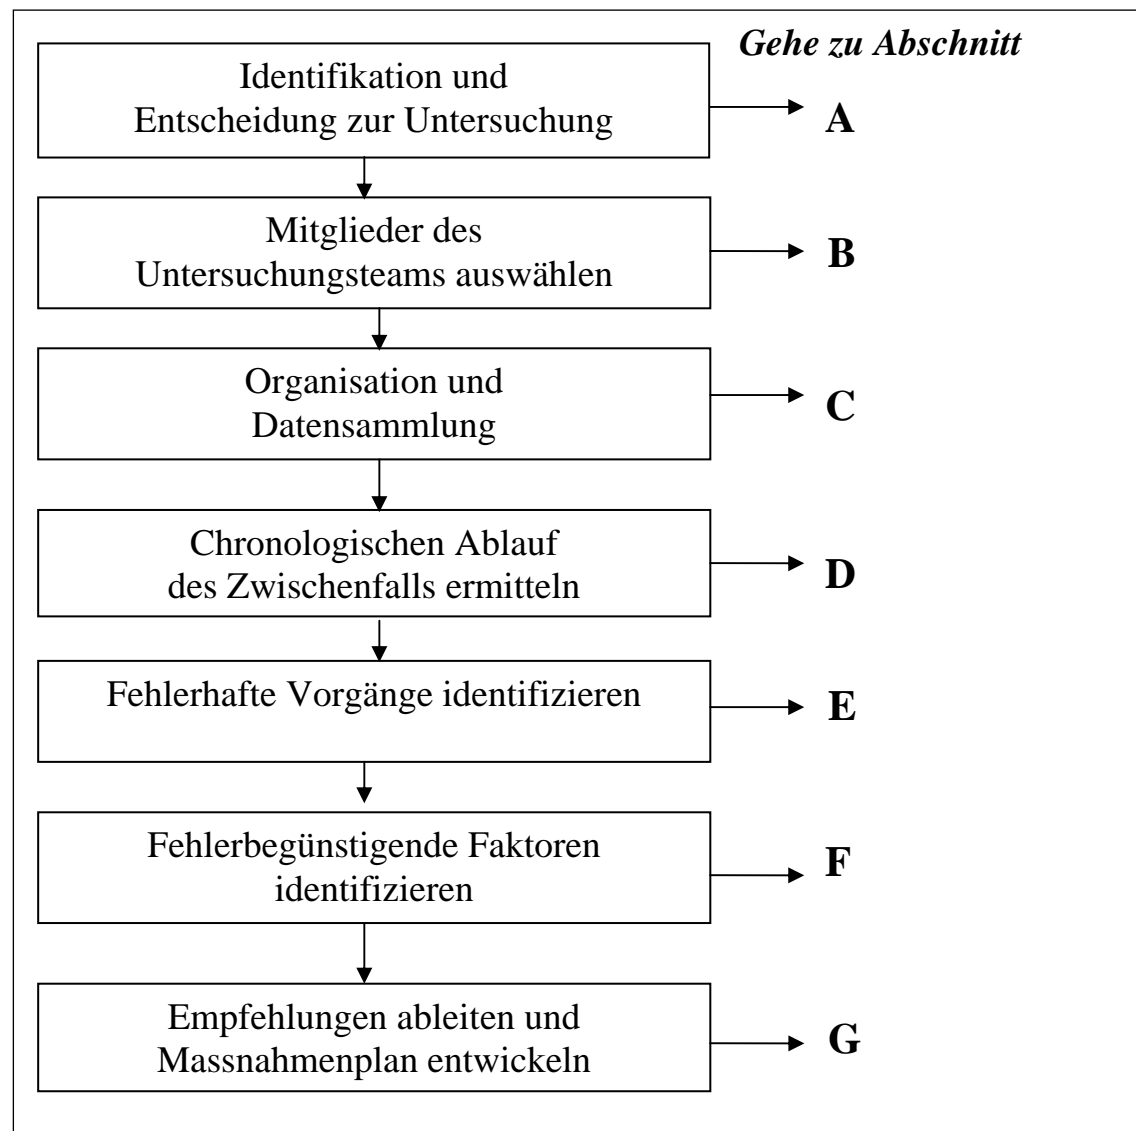 Gehe zu Abschnitt
Identifikation und
Entscheidung zur Untersuchung
A
Mitglieder des
Untersuchungsteams auswählen
B
Organisation und
Datensammlung
C
Chronologischen Ablauf
des Zwischenfalls ermitteln
D
Fehlerhafte Vorgänge identifizieren
E
Fehlerbegünstigende Faktoren
identifizieren
F
Empfehlungen ableiten und
Massnahmenplan entwickeln
G